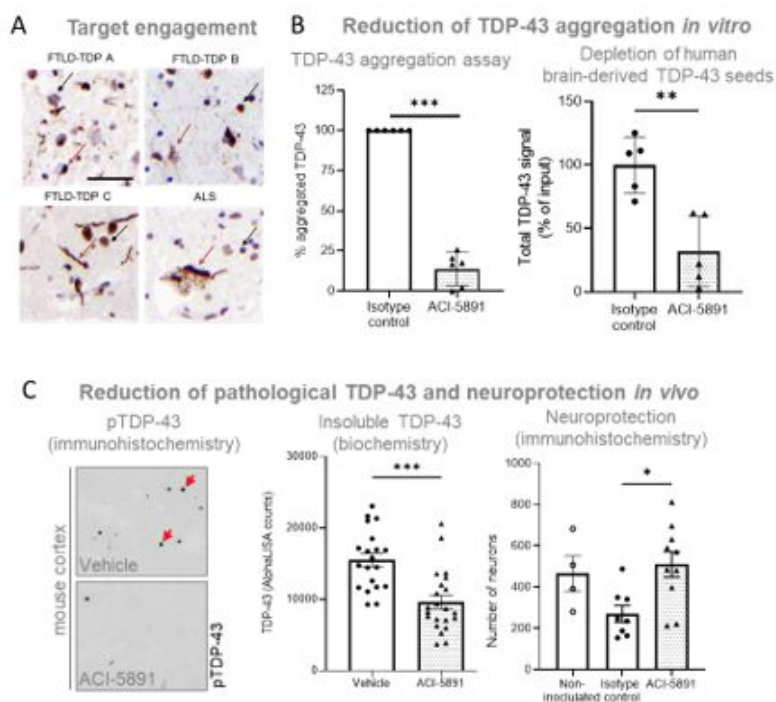 A Target engagement
FTLD-TDP A
FTLD-TDP B
FTLD-TDP C
ALS
B Reduction of TDP-43 aggregation in vitro
TDP-43 aggregation assay
***
% aggregated TDP-43
100
75
50
25
0
Isotype
control
ACI-5891
Depletion of human
brain-derived TDP-43 seeds
**
Total TDP-43 signal
(% of input)
150
100
50
0
Isotype
control
ACI-5891
C Reduction of pathological TDP-43 and neuroprotection in vivo
pTDP-43
(immunohistochemistry)
mouse cortex
Vehicle
ACI-5891
pTDP-43
Insoluble TDP-43
(biochemistry)
***
TDP-43 (AlphaLISA counts)
30000
20000
10000
0
Vehicle
ACI-5891
Neuroprotection
(immunohistochemistry)
*
Number of neurons
1000
800
600
400
200
0
Non-
inoculated
Isotype
control
ACI-5891